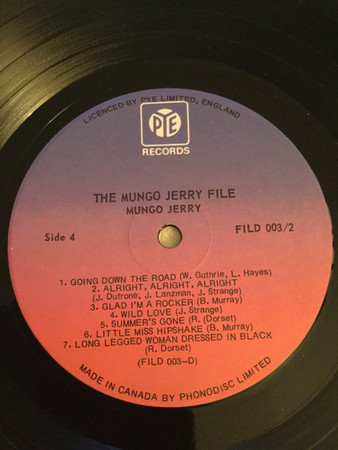 LICENCED BY PYE LIMITED, ENGLAND
PYE
RECORDS
THE MUNGO JERRY FILE
MUNGO JERRY
Side 4
FILD 003/2
1. GOING DOWN THE ROAD (W. Guthrie, L. Hayes)
2. ALRIGHT, ALRIGHT, ALRIGHT
(J. Dutrone, J. Lanzman, J. Strange)
3. GLAD I'M A ROCKER (B. Murray)
4. WILD LOVE (J. Strange)
5. SUMMER'S GONE (R. (Dorset)
6. LITTLE MISS HIPSHAKE (B. Murray)
7. LONG LEGGED WOMAN DRESSED IN BLACK
(R. Dorset)
(FILD 003-D)
MADE IN CANADA BY PHONODISC LIMITED